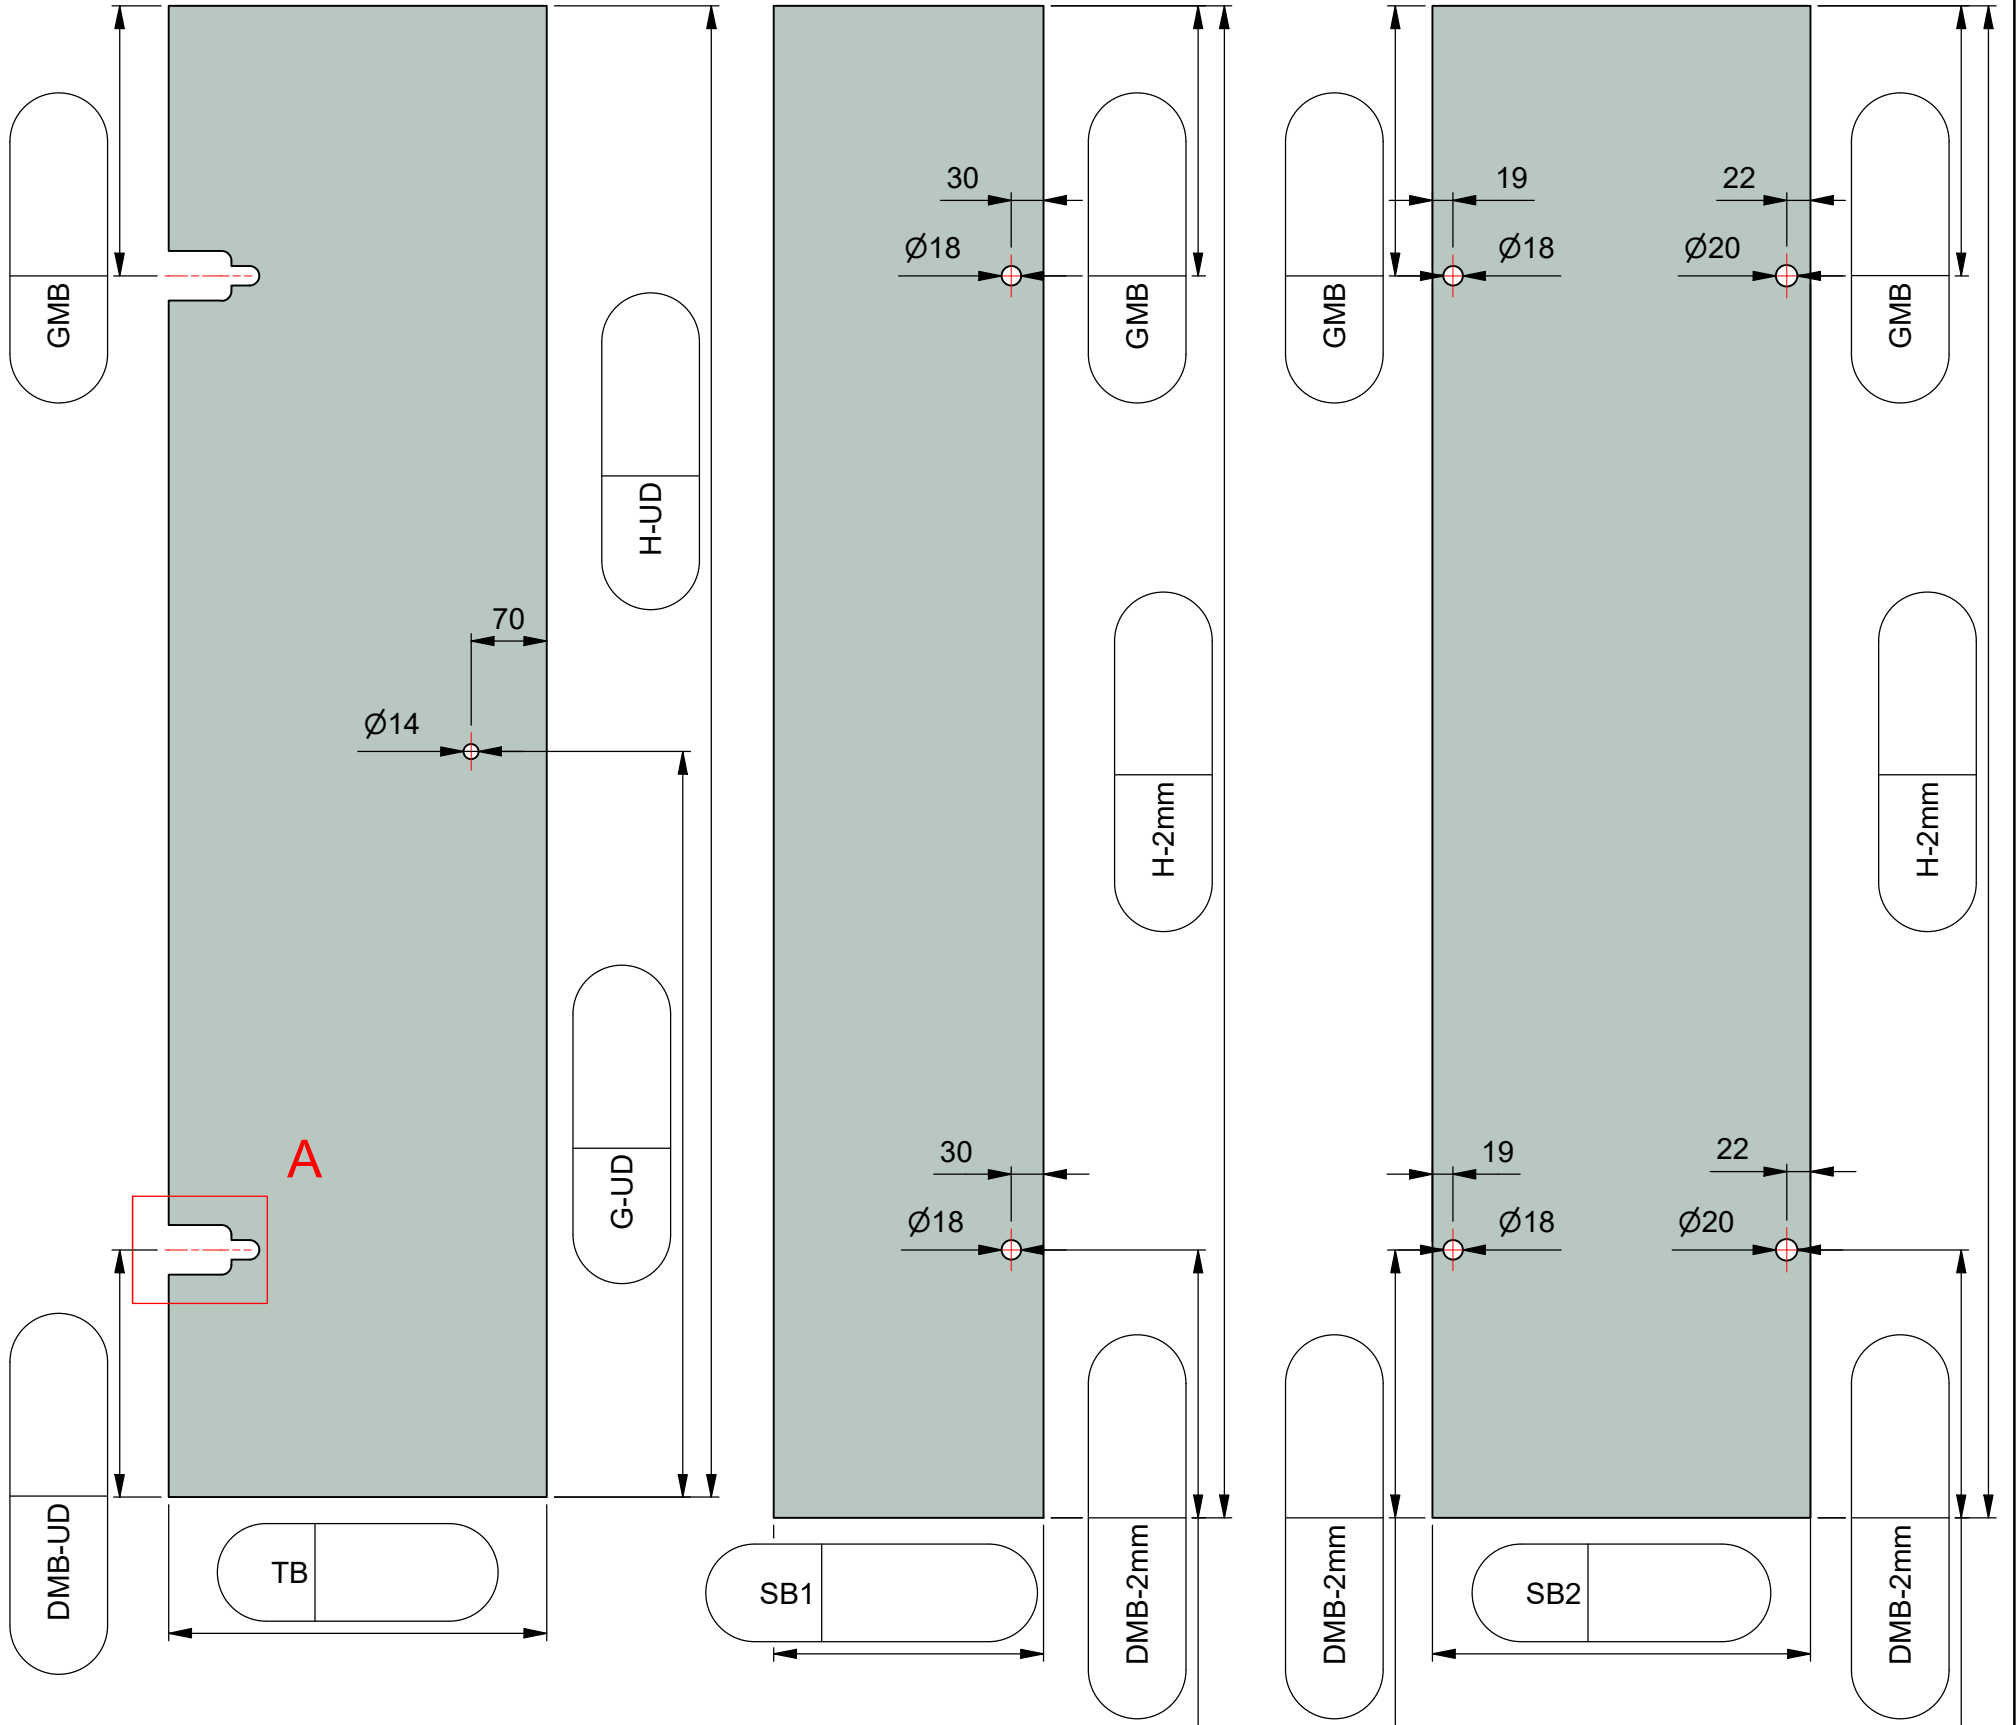 GMB
H-UD
70
Ø14
A
G-UD
DMB-UD
TB
30
Ø18
GMB
H-2mm
30
Ø18
DMB-2mm
SB1
GMB
19
Ø18
22
Ø20
GMB
H-2mm
19
Ø18
22
Ø20
DMB-2mm
SB2
DMB-2mm